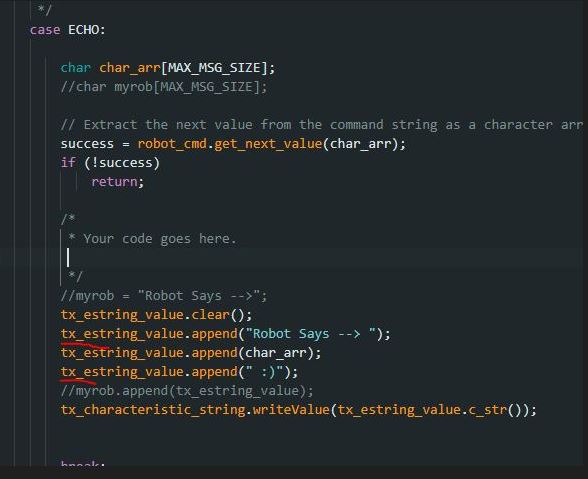 */
case ECHO:
char char_arr[MAX_MSG_SIZE];
//char myrob[MAX_MSG_SIZE];
// Extract the next value from the command string as a character arr
success = robot_cmd.get_next_value(char_arr);
if (!success)
return;
/*
* Your code goes here.
*/
//myrob = "Robot Says -->";
tx_estring_value.clear();
tx_estring_value.append("Robot Says --> ");
tx_estring_value.append(char_arr);
tx_estring_value.append(" :)");
//myrob.append(tx_estring_value);
tx_characteristic_string.writeValue(tx_estring_value.c_str());
break;